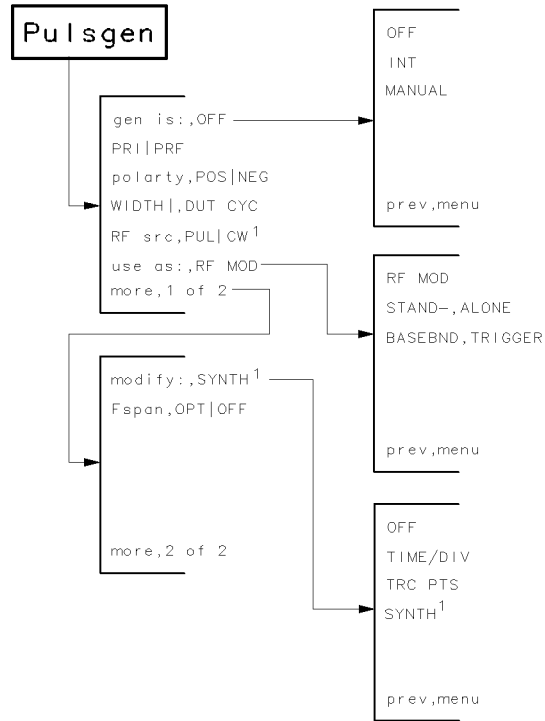 Pulsgen
gen is:,OFF
PRI|PRF
polarty,POS|NEG
WIDTH|,DUT CYC
RF src,PUL|CW1
use as:,RF MOD
more,1 of 2
modify:,SYNTH1
Fspan,OPT|OFF
more,2 of 2
OFF
INT
MANUAL
prev,menu
RF MOD
STAND-,ALONE
BASEBND,TRIGGER
prev,menu
OFF
TIME/DIV
TRC PTS
SYNTH1
prev,menu